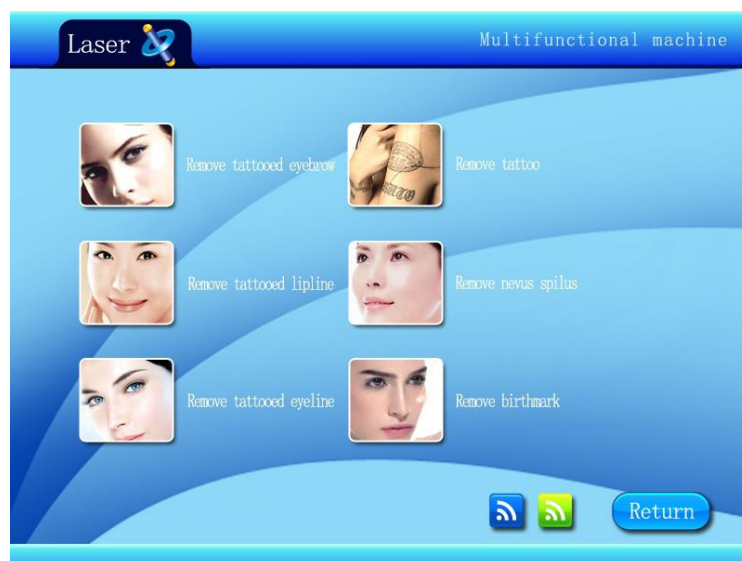 Laser
Multifunctional machine
Remove tattooed eyebrow
Remove tattoo
Remove tattooed lipline
Remove nevus spilus
Remove tattooed eyeline
Remove birthmark
Return